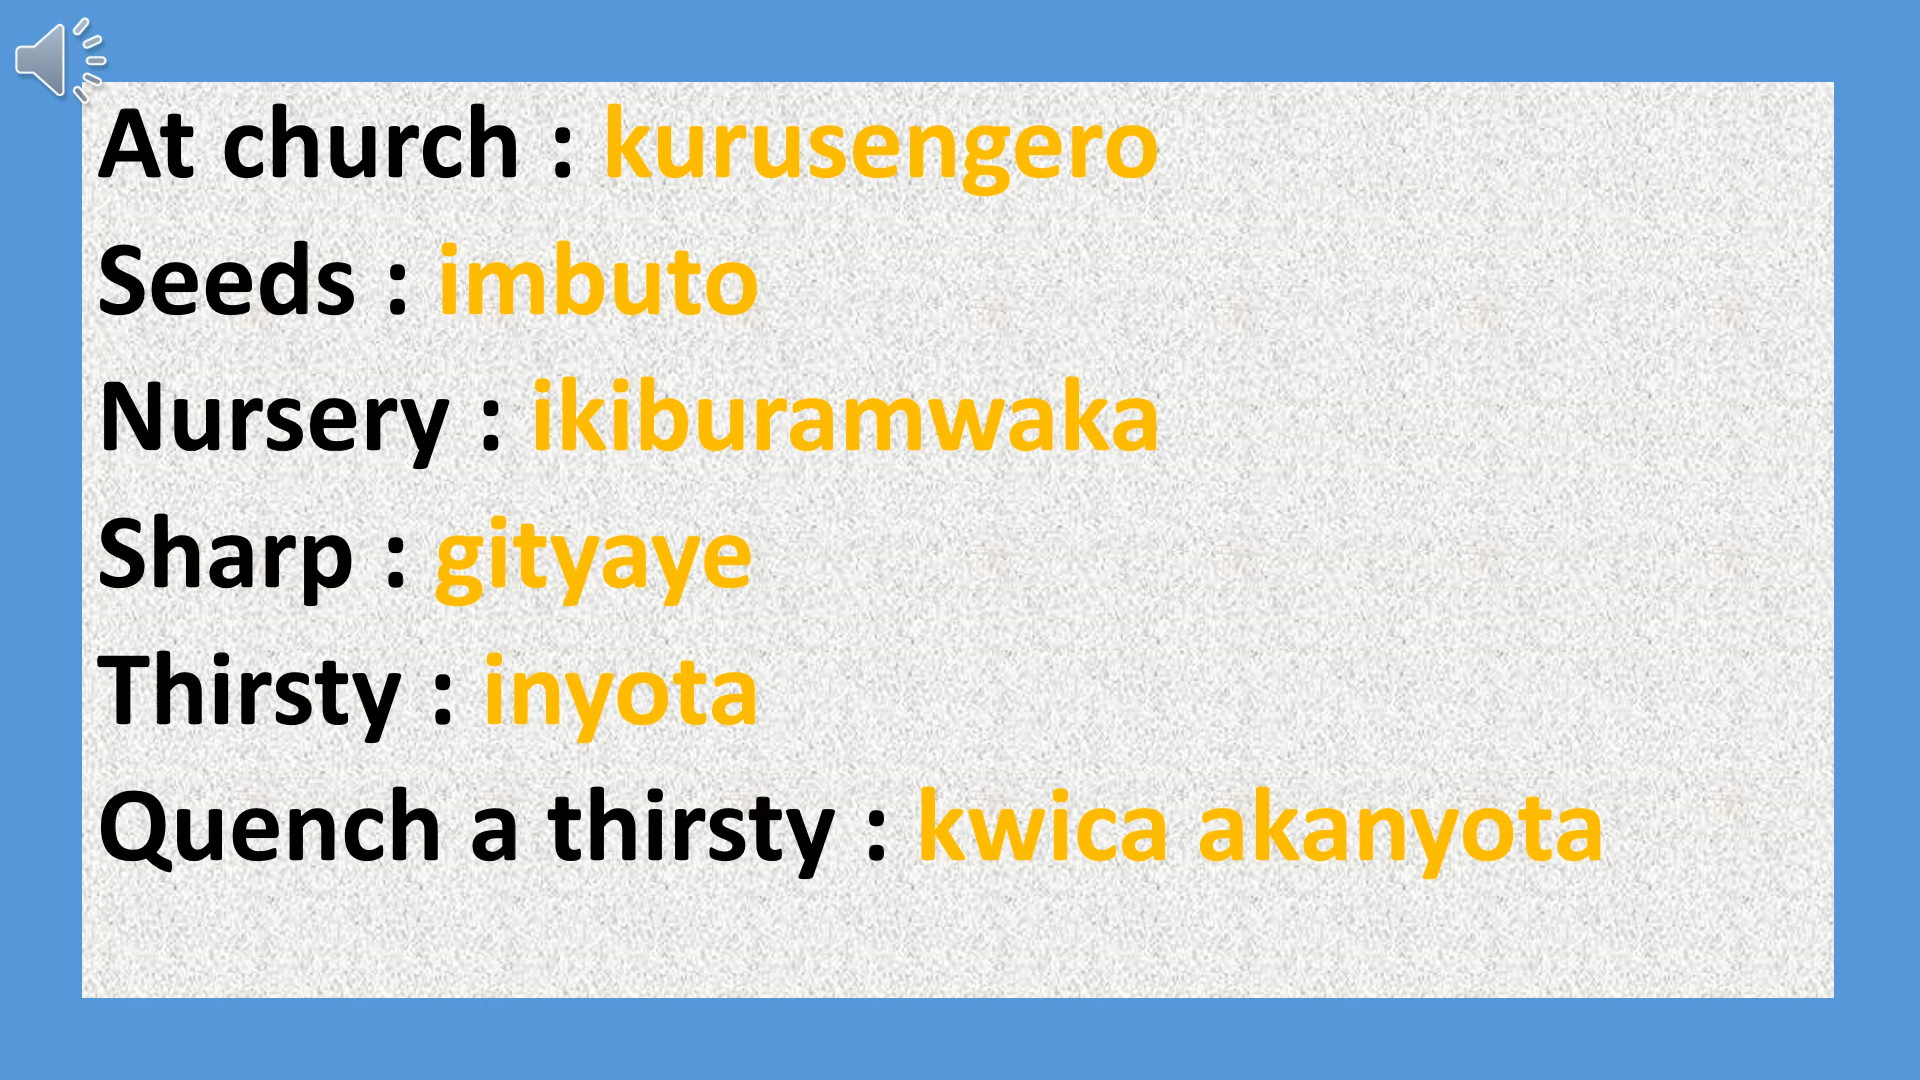 At church : kurusengero
Seeds : imbuto
Nursery : ikiburamwaka
Sharp : gityaye
Thirsty : inyota
Quench a thirsty : kwica akanyota